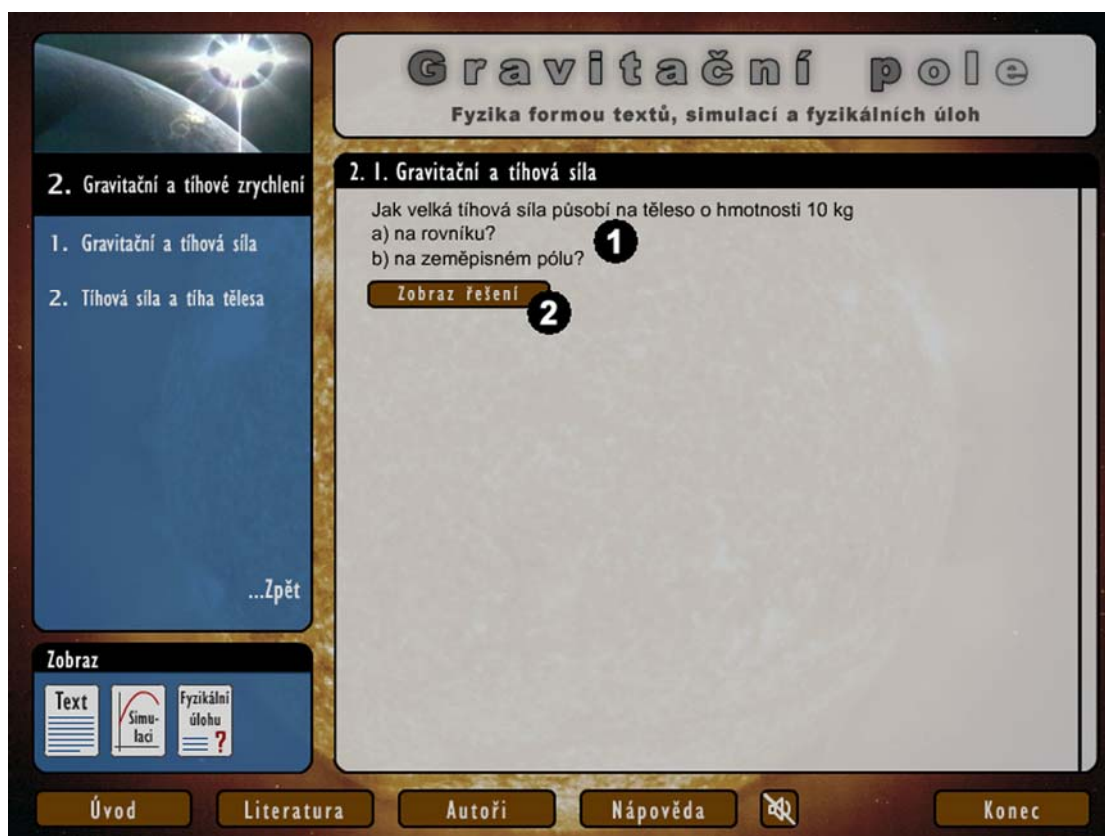 Gravitační pole
Fyzika formou textů, simulací a fyzikálních úloh
2. Gravitační a tíhové zrychlení
1. Gravitační a tíhová síla
2. Tíhová síla a tíha tělesa
...Zpět
2. 1. Gravitační a tíhová síla
Jak velká tíhová síla působí na těleso o hmotnosti 10 kg
a) na rovníku?
1
b) na zeměpisném pólu?
Zobraz řešení
2
Zobraz
Text
Simu-
laci
Fyzikální
úlohu
?
Úvod
Literatura
Autoři
Nápověda
Konec